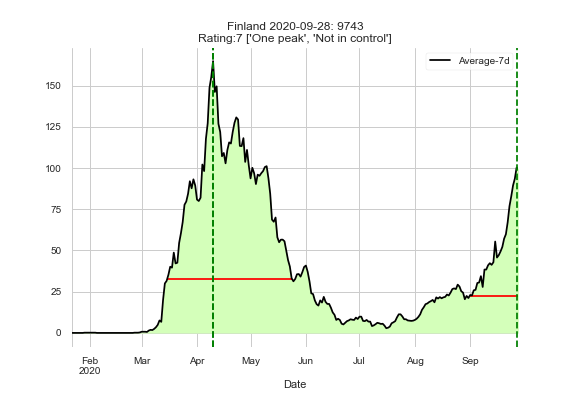 Finland 2020-09-28: 9743
Rating:7 ['One peak', 'Not in control']
Average-7d
150
125
100
75
50
25
0
Feb Mar Apr May Jun Jul Aug Sep
2020
Date